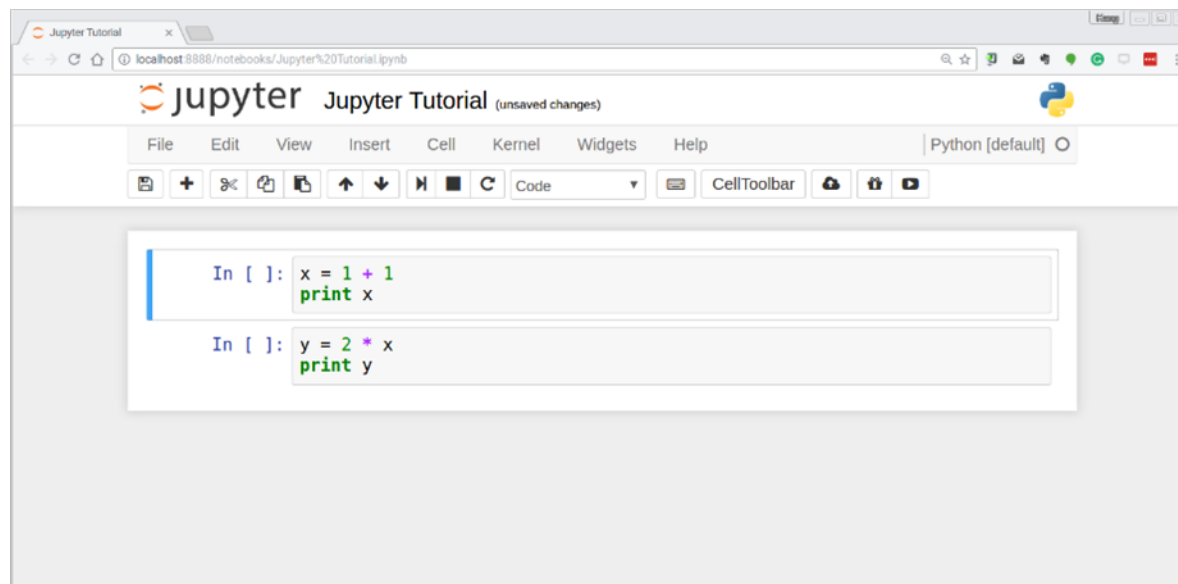 Jupyter Tutorial
localhost:8888/notebooks/Jupyter%20Tutorial.ipynb
jupyter Jupyter Tutorial (unsaved changes)
File Edit View Insert Cell Kernel Widgets Help Python [default]
Code CellToolbar
In [ ]: x = 1 + 1
print x
In [ ]: y = 2 * x
print y